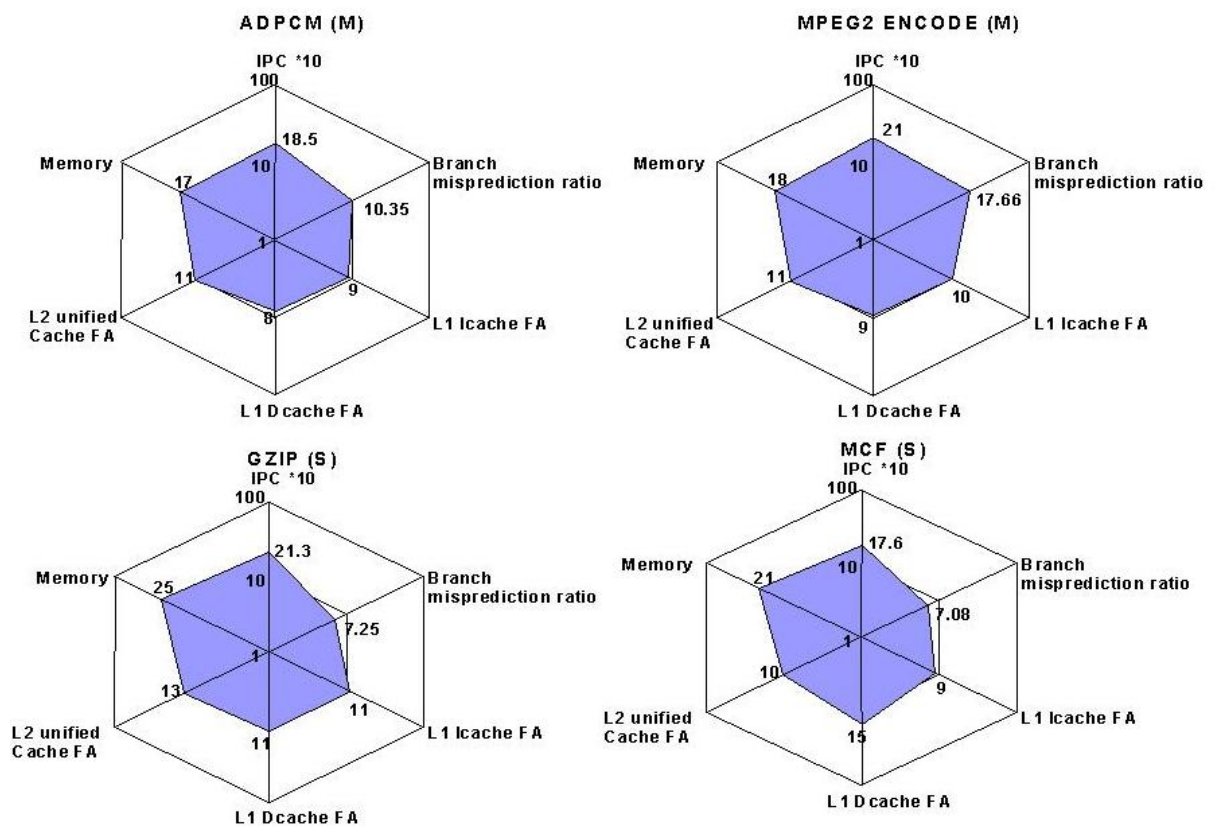 ADPCM (M)
IPC *10
100
18.5
10
Memory
17
Branch
misprediction ratio
10.35
1
11
9
L2 unified
Cache FA
8
L1 Icache FA
L1 Dcache FA
MPEG2 ENCODE (M)
IPC *10
100
21
10
Memory
18
Branch
misprediction ratio
17.66
1
11
10
L2 unified
Cache FA
9
L1 Icache FA
L1 Dcache FA
GZIP (S)
IPC *10
100
21.3
10
Memory
25
Branch
misprediction ratio
7.25
1
13
11
L2 unified
Cache FA
11
L1 Icache FA
L1 Dcache FA
MCF (S)
IPC *10
100
17.6
10
Memory
21
Branch
misprediction ratio
7.08
1
10
9
L2 unified
Cache FA
15
L1 Icache FA
L1 Dcache FA